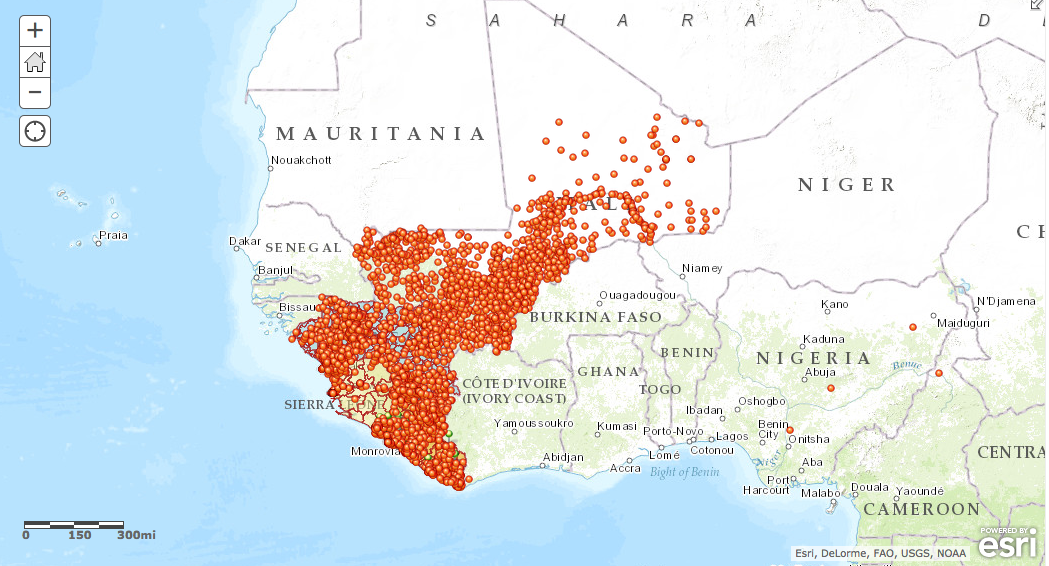 S A H A R A
D
+
−
MAURITANIA
Nouakchott
NIGER
MALI
C H
Praia
Dakar
SENEGAL
Banjul
Niamey
Bissau
Ouagadougou
BURKINA FASO
Kano
N'Djamena
Maiduguri
Kaduna
NIGERIA
Abuja
Benue
BENIN
GHANA
TOGO
CÔTE D'IVOIRE
(IVORY COAST)
SIERRA LEONE
Oshogbo
Ibadan
Yamoussoukro
Kumasi
Porto-Novo
Lagos
Benin
City
Onitsha
Monrovia
Abidjan
Accra
Lomé
Cotonou
Bight of Benin
Niger
Aba
Port
Harcourt
Malabo
Douala
Yaoundé
CENTRA
CAMEROON
0 150 300mi
POWERED BY
esri
Esri, DeLorme, FAO, USGS, NOAA
Libreville